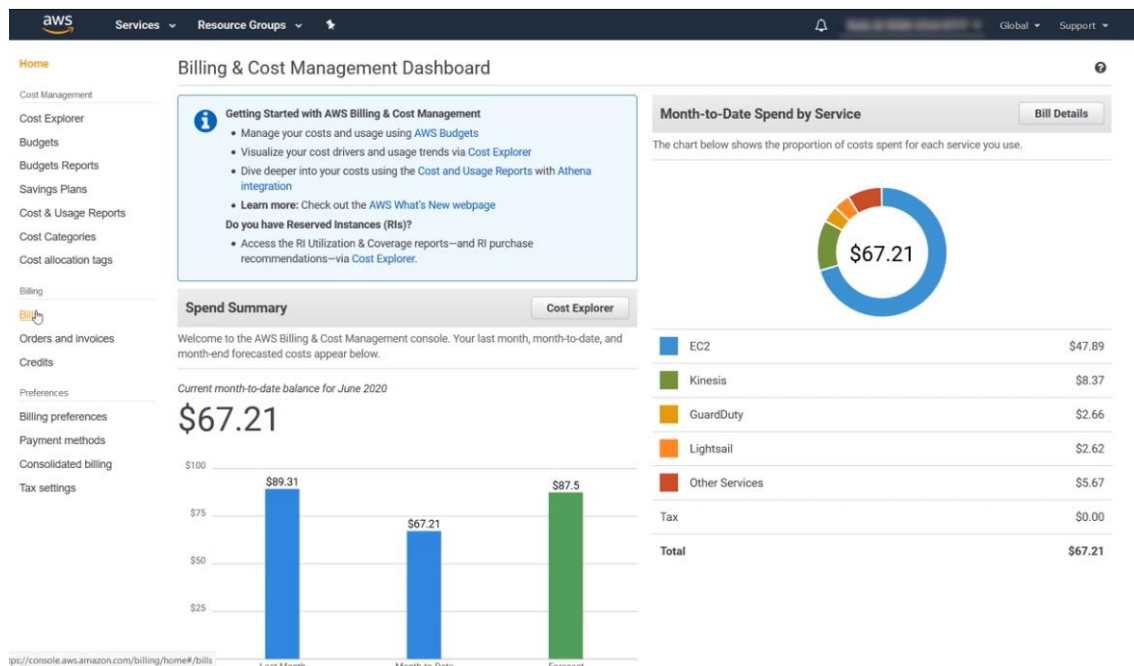 aws Services Resource Groups Global Support
Home
Cost Management
Cost Explorer
Budgets
Budgets Reports
Savings Plans
Cost & Usage Reports
Cost Categories
Cost allocation tags
Billing
Bills
Orders and invoices
Credits
Preferences
Billing preferences
Payment methods
Consolidated billing
Tax settings
Billing & Cost Management Dashboard
Getting Started with AWS Billing & Cost Management
• Manage your costs and usage using AWS Budgets
• Visualize your cost drivers and usage trends via Cost Explorer
• Dive deeper into your costs using the Cost and Usage Reports with Athena
integration
• Learn more: Check out the AWS What's New webpage
Do you have Reserved Instances (RIs)?
• Access the RI Utilization & Coverage reports—and RI purchase
recommendations—via Cost Explorer.
Spend Summary Cost Explorer
Welcome to the AWS Billing & Cost Management console. Your last month, month-to-date, and
month-end forecasted costs appear below.
Current month-to-date balance for June 2020
$67.21
$100
$75
$50
$25
$89.31
$67.21
$87.5
Last Month Month-to-Date Forecast
Month-to-Date Spend by Service Bill Details
The chart below shows the proportion of costs spent for each service you use.
$67.21
EC2 $47.89
Kinesis $8.37
GuardDuty $2.66
Lightsail $2.62
Other Services $5.67
Tax $0.00
Total $67.21
ps://console.aws.amazon.com/billing/home#/bills